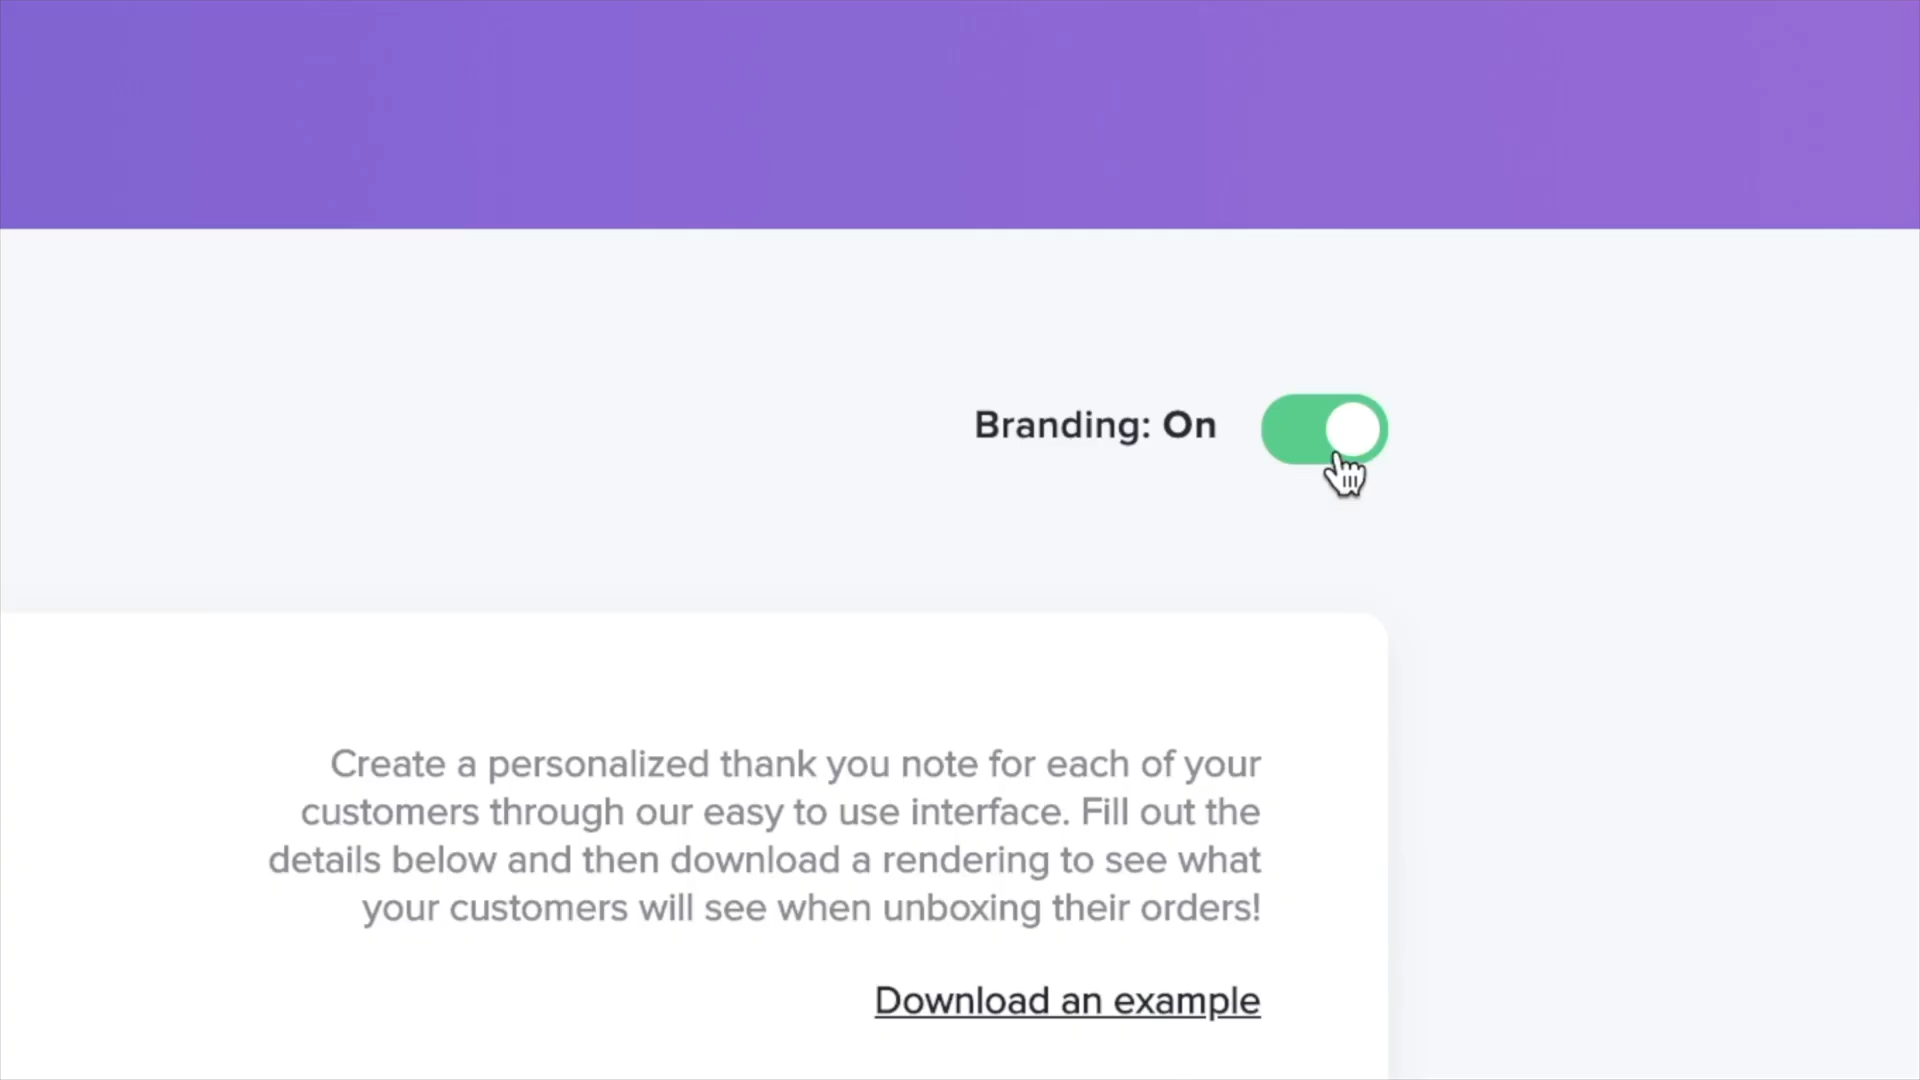 Branding: On
Create a personalized thank you note for each of your
customers through our easy to use interface. Fill out the
details below and then download a rendering to see what
your customers will see when unboxing their orders!
Download an example